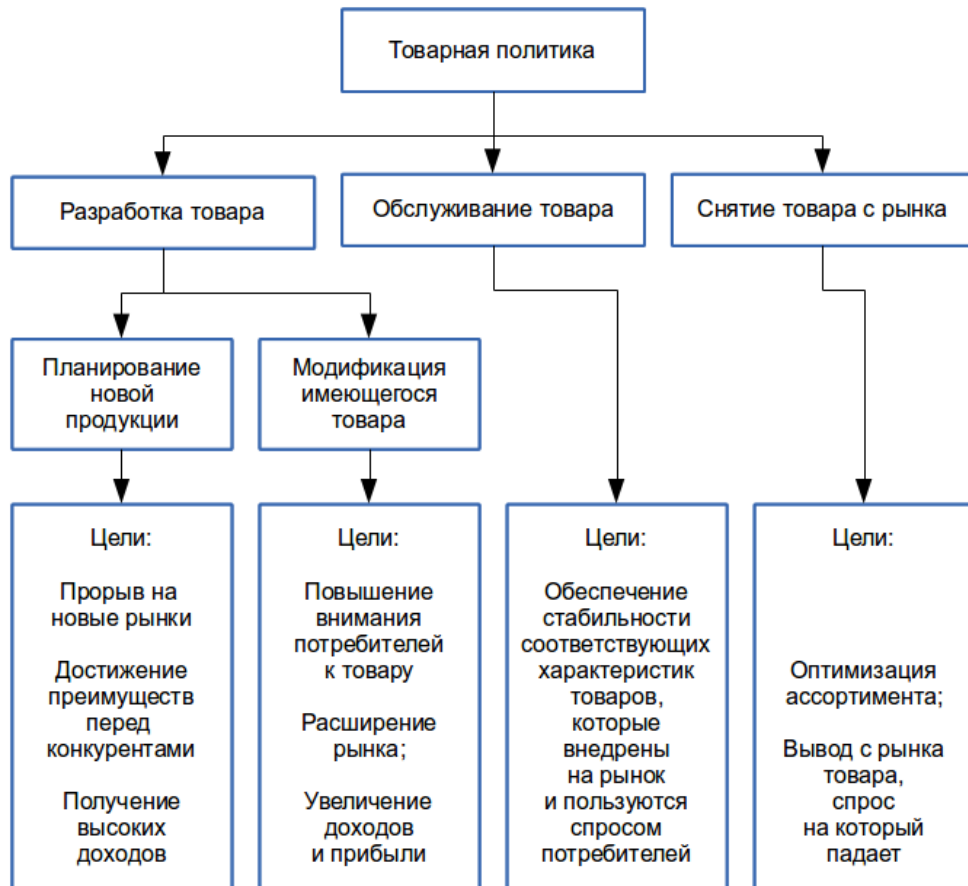 Товарная политика
Разработка товара
Обслуживание товара
Снятие товара с рынка
Планирование
новой
продукции
Модификация
имеющегося
товара
Цели:
Прорыв на
новые рынки
Достижение
преимуществ
перед
конкурентами
Получение
высоких
доходов
Цели:
Повышение
внимания
потребителей
к товару
Расширение
рынка;
Увеличение
доходов
и прибыли
Цели:
Обеспечение
стабильности
соответствующих
характеристик
товаров,
которые
внедрены
на рынок
и пользуются
спросом
потребителей
Цели:
Оптимизация
ассортимента;
Вывод с рынка
товара,
спрос
на который
падает